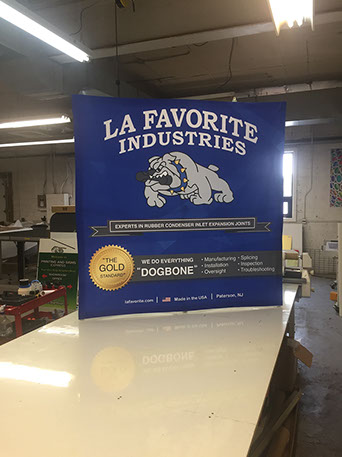 LA FAVORITE
INDUSTRIES
EXPERTS IN RUBBER CONDENSER INLET EXPANSION JOINTS
"THE
GOLD
STANDARD"
WE DO EVERYTHING
"DOGBONE"
• Manufacturing • Splicing
• Installation • Inspection
• Oversight • Troubleshooting
lafavorite.com | Made in the USA | Paterson, NJ